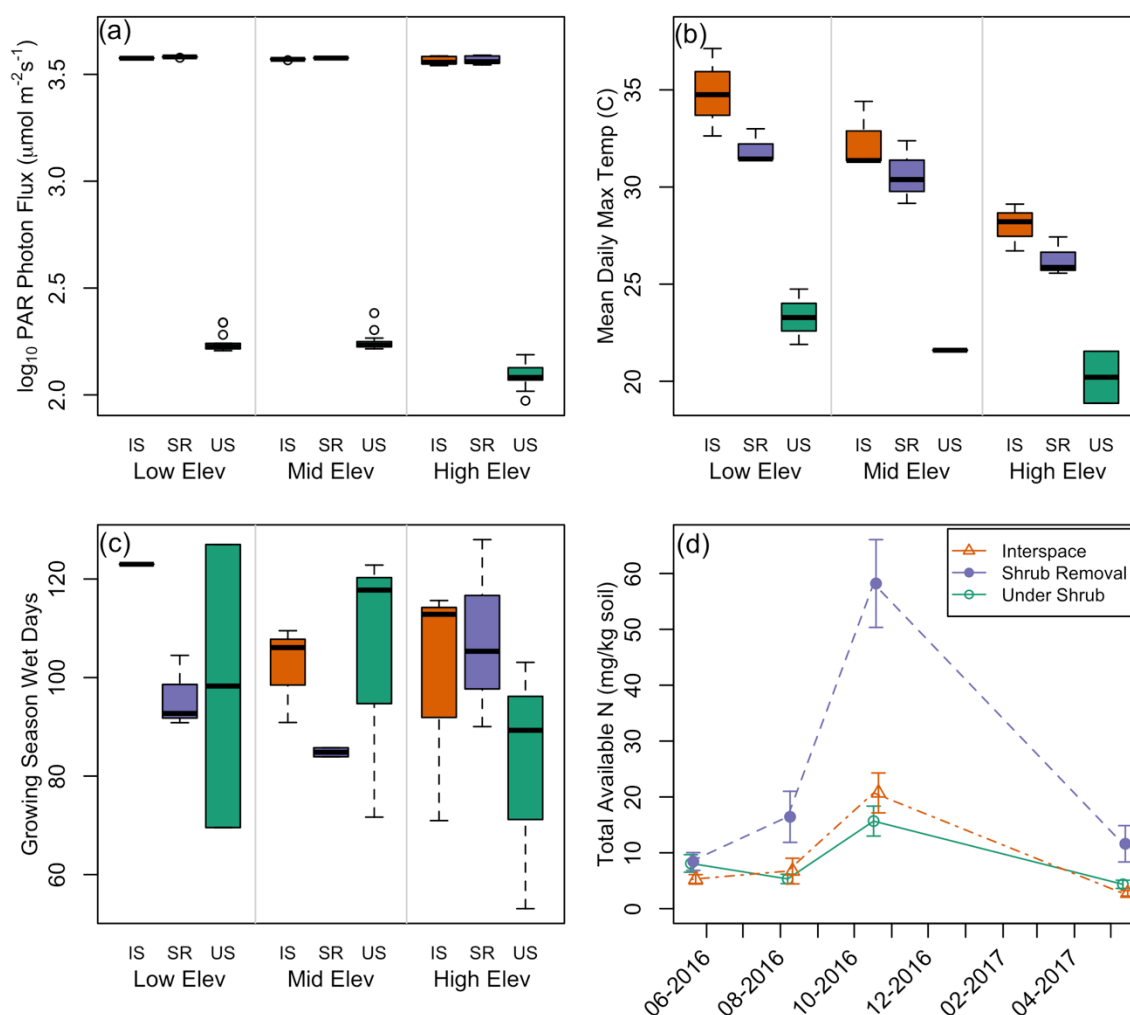 (a)
log₁₀ PAR Photon Flux (μmol m⁻²s⁻¹)
3.5
3.0
2.5
2.0
IS SR US IS SR US IS SR US
Low Elev Mid Elev High Elev
(b)
Mean Daily Max Temp (C)
35
30
25
20
IS SR US IS SR US IS SR US
Low Elev Mid Elev High Elev
(c)
Growing Season Wet Days
120
100
80
60
IS SR US IS SR US IS SR US
Low Elev Mid Elev High Elev
(d)
Total Available N (mg/kg soil)
60
50
40
30
20
10
0
Interspace
Shrub Removal
Under Shrub
06-2016
08-2016
10-2016
12-2016
02-2017
04-2017